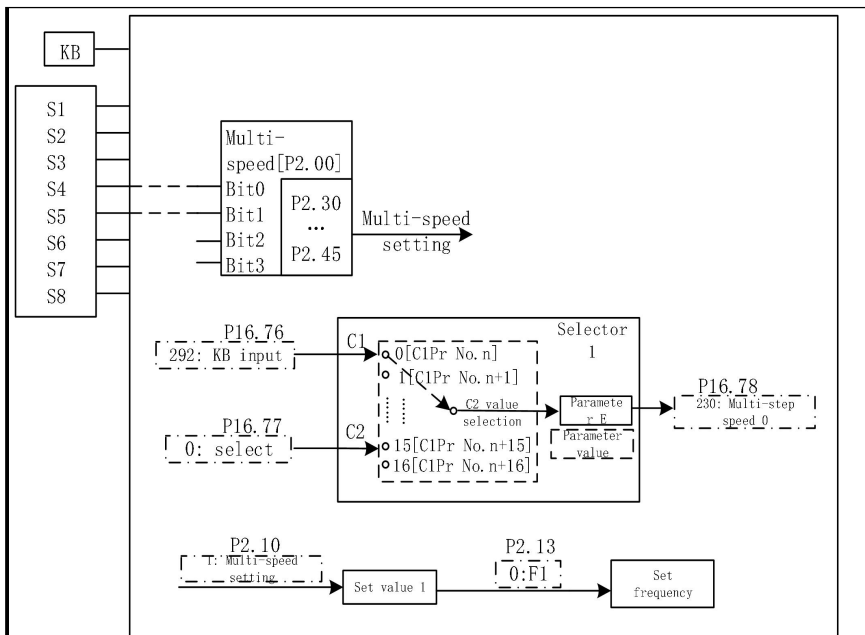 KB
S1
S2
S3
S4
S5
S6
S7
S8
Multi-
speed[P2.00]
Bit0
Bit1
Bit2
Bit3
P2.30
...
P2.45
Multi-speed
setting
P16.76
292: KB input
P16.77
0: select
C1
C2
0[C1Pr No.n]
1[C1Pr No.n+1]
15[C1Pr No.n+15]
16[C1Pr No.n+16]
C2 value
selection
Selector
1
Paramete
r E
Parameter
value
P16.78
230: Multi-step
speed 0
P2.10
1: Multi-speed
setting
Set value 1
P2.13
0:F1
Set
frequency